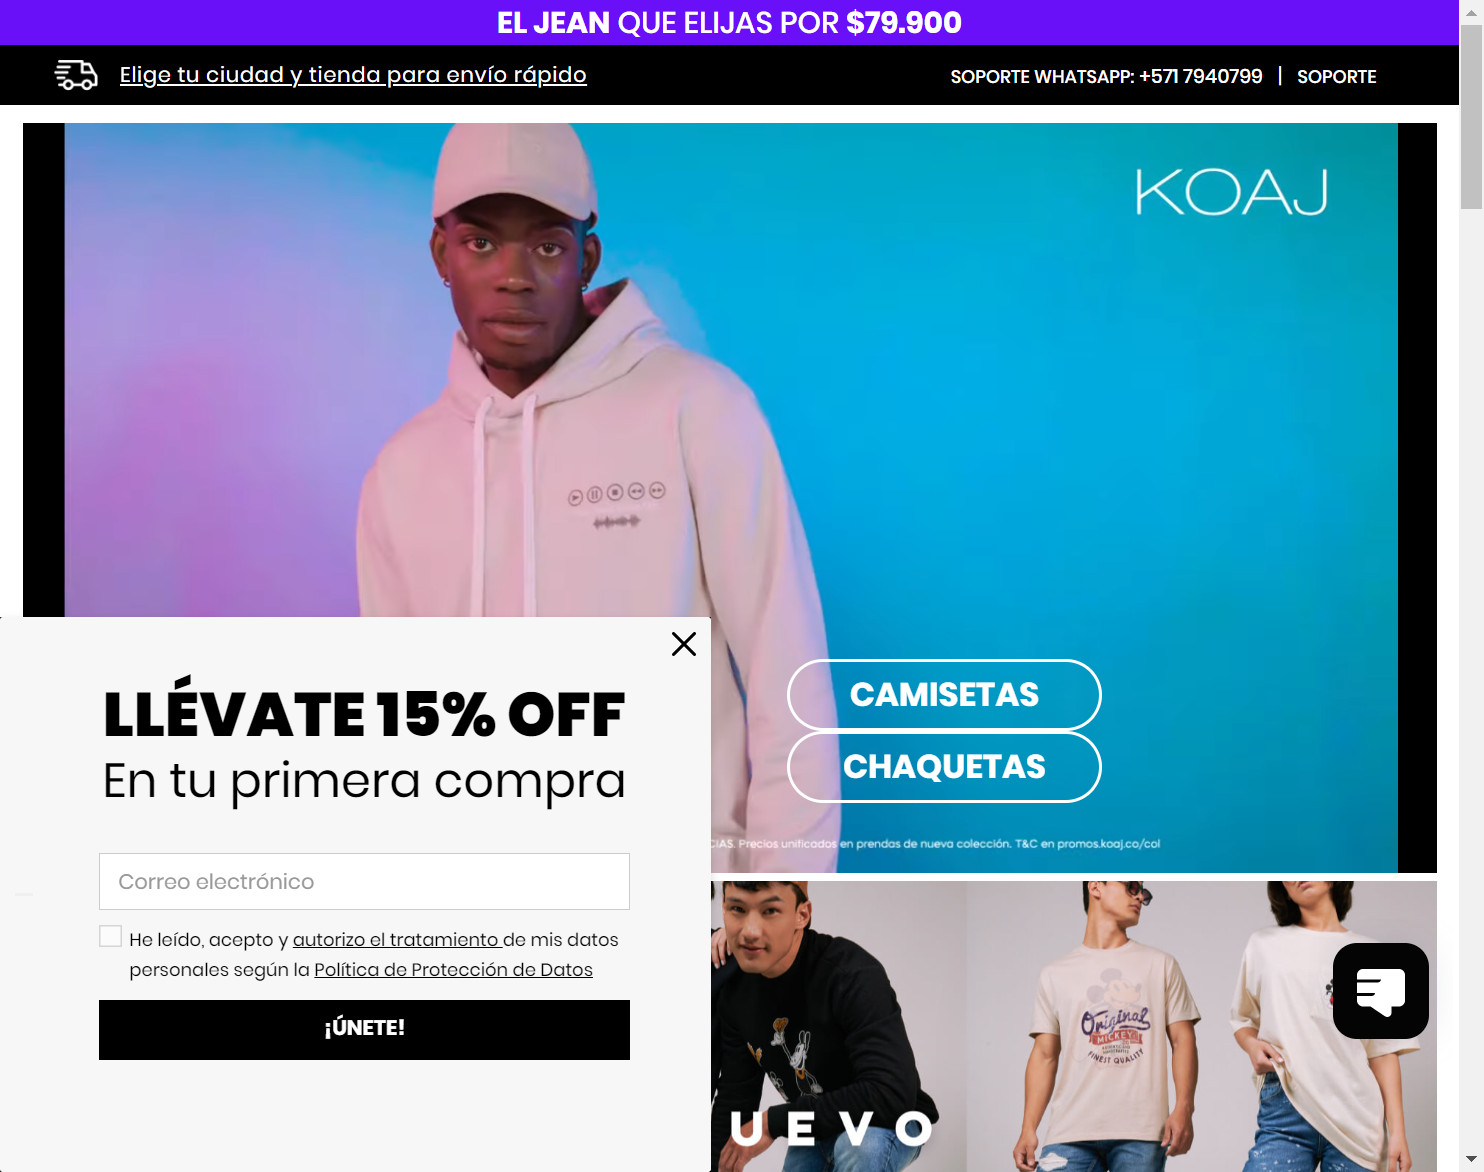 EL JEAN QUE ELIJAS POR $79.900
Elige tu ciudad y tienda para envío rápido
SOPORTE WHATSAPP: +571 7940799 | SOPORTE
KOAJ
CAMISETAS
CHAQUETAS
Precios unificados en prendas de nueva colección. T&C en promos.koaj.co/col
LLÉVATE 15% OFF
En tu primera compra
Correo electrónico
He leído, acepto y autorizo el tratamiento de mis datos
personales según la Política de Protección de Datos
¡ÚNETE!
Original
MICKEY
FINEST QUALITY
UEVO